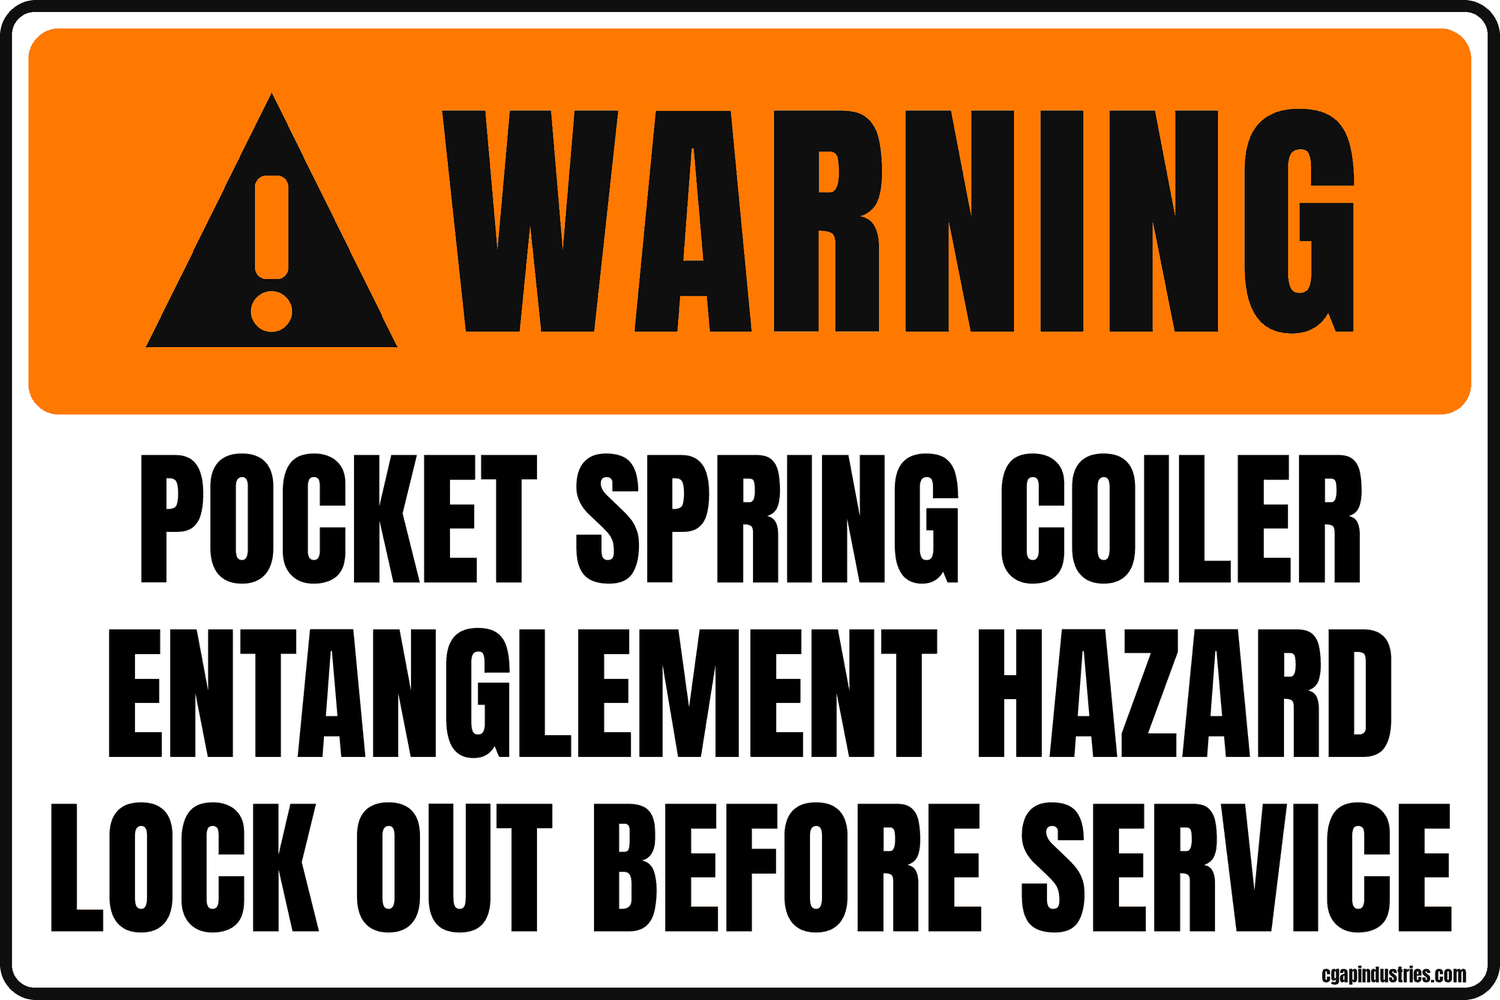 WARNING
POCKET SPRING COILER
ENTANGLEMENT HAZARD
LOCK OUT BEFORE SERVICE
cgapindustries.com